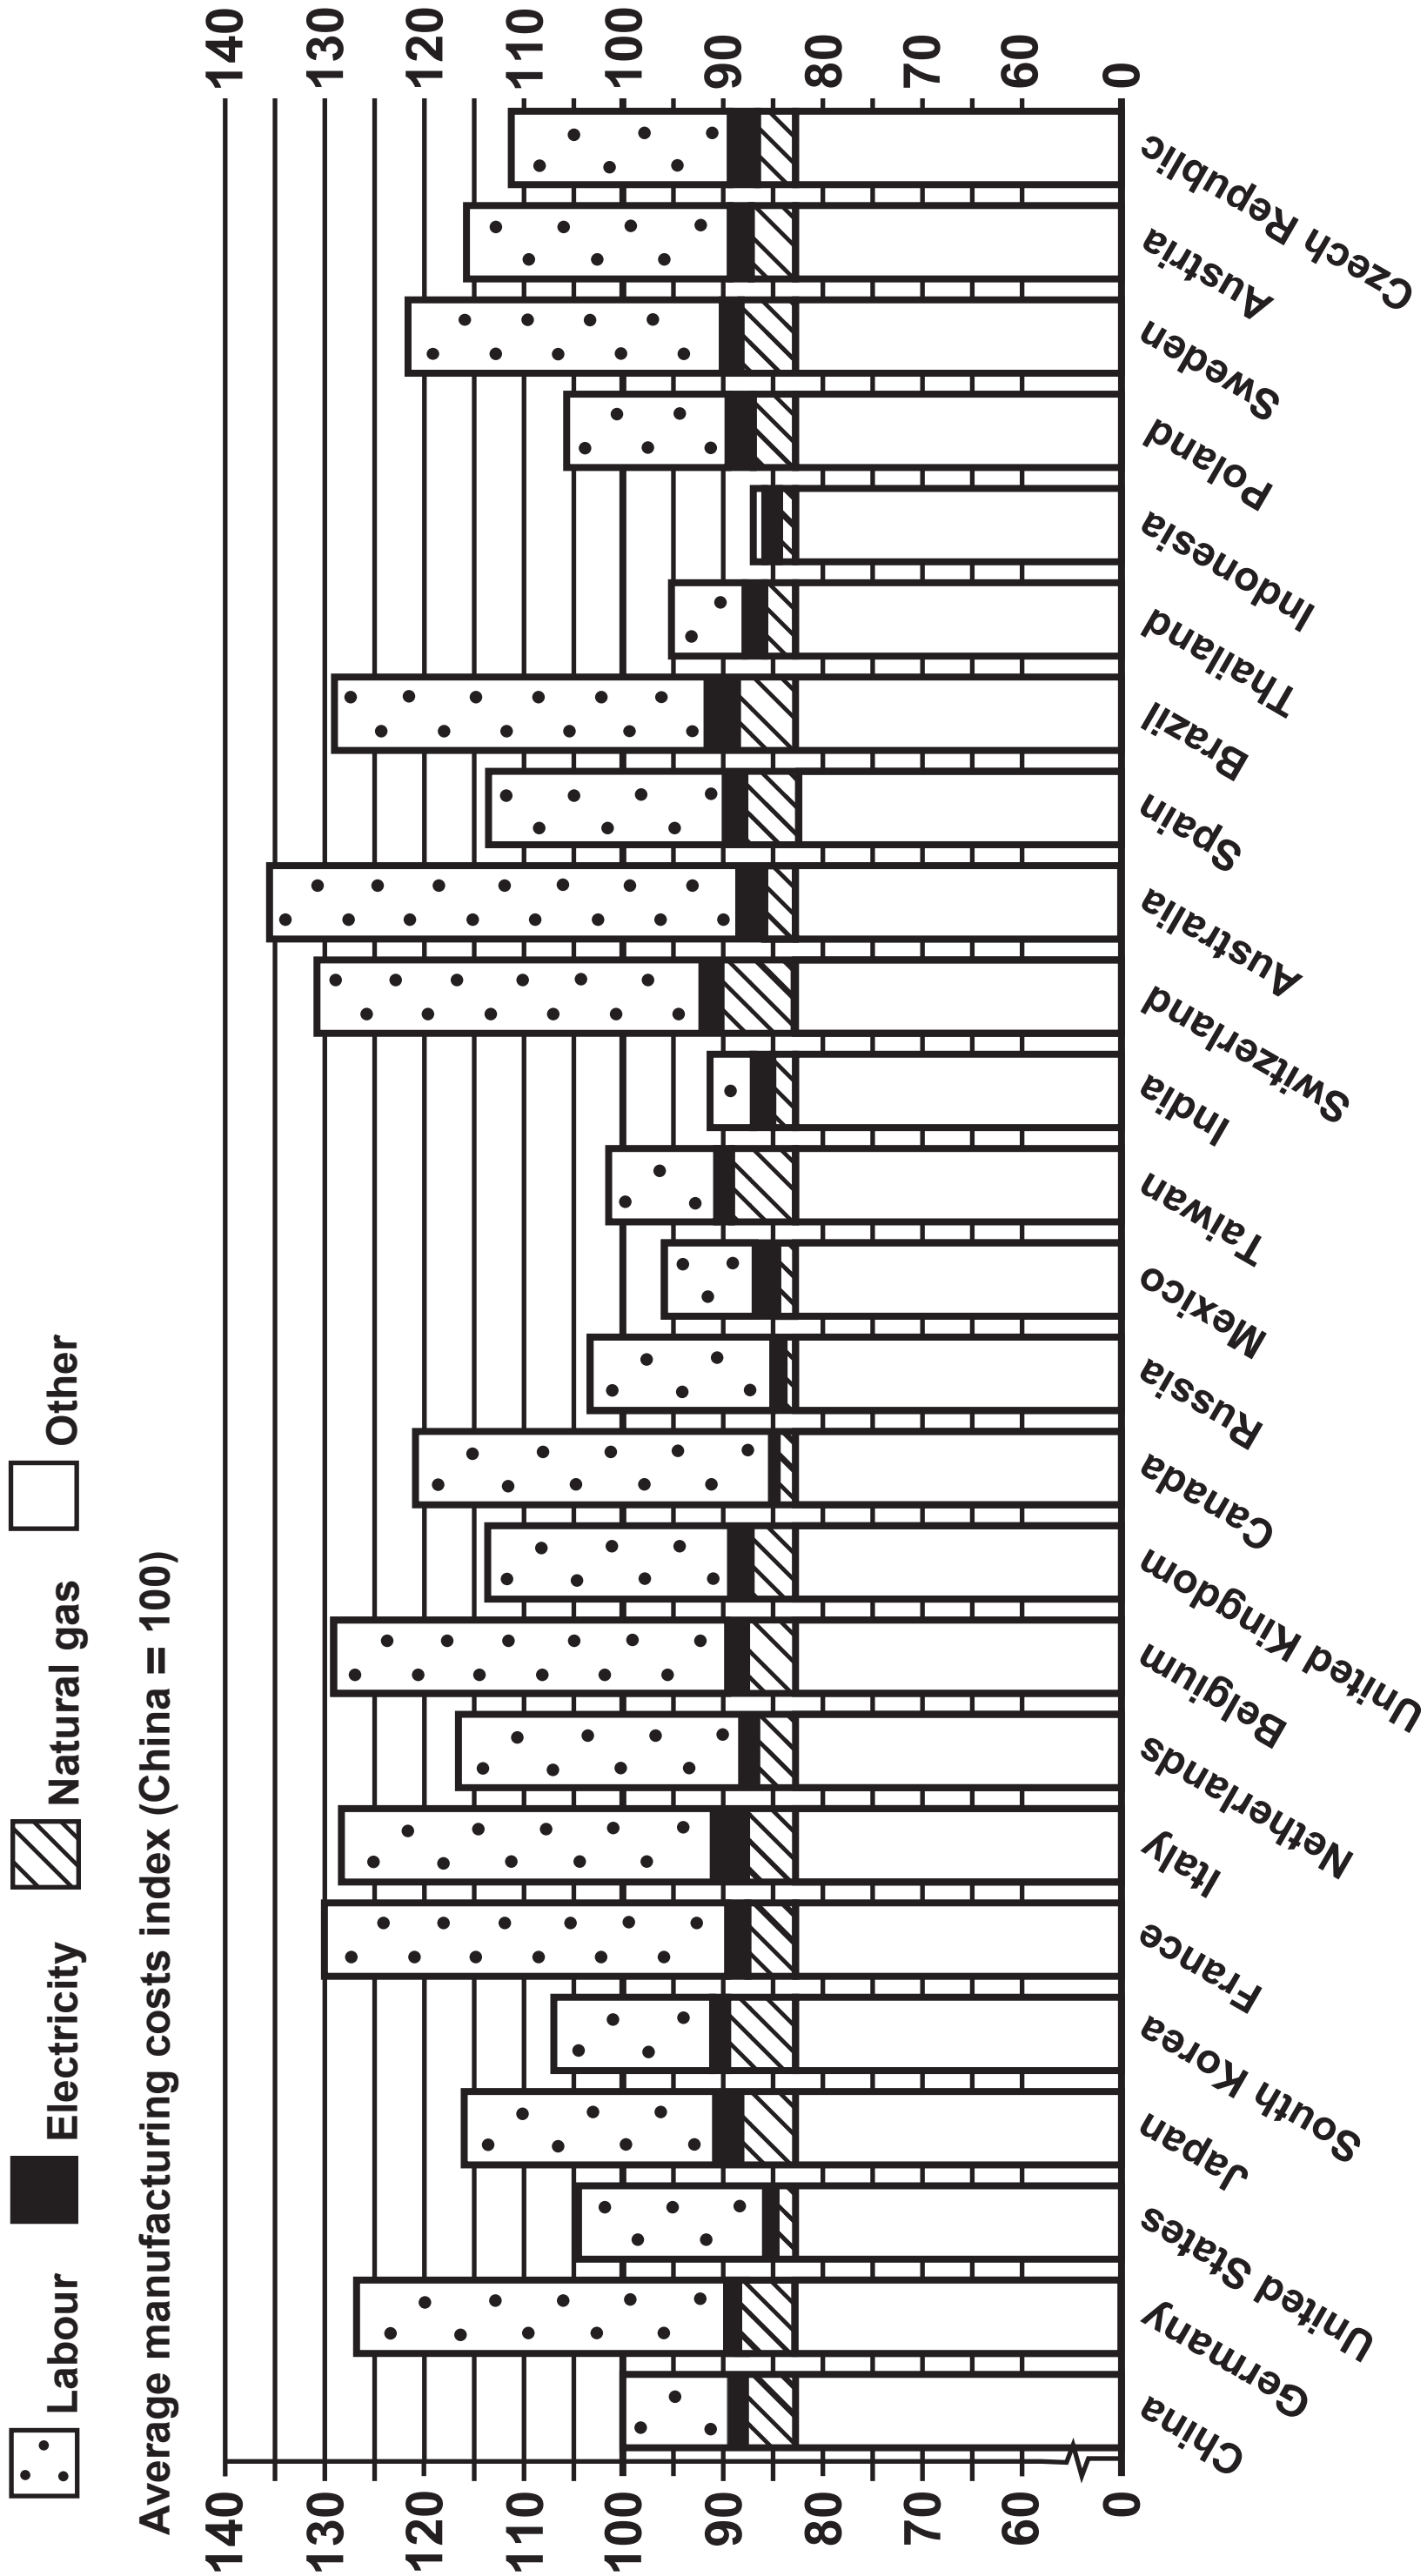 Labour Electricity Natural gas Other
Average manufacturing costs index (China = 100)
140 140
130 130
120 120
110 110
100 100
90 90
80 80
70 70
60 60
0 0
China
Germany
United States
Japan
South Korea
France
Italy
Netherlands
Belgium
United Kingdom
Canada
Russia
Mexico
Taiwan
India
Switzerland
Australia
Spain
Brazil
Thailand
Indonesia
Poland
Sweden
Austria
Czech Republic